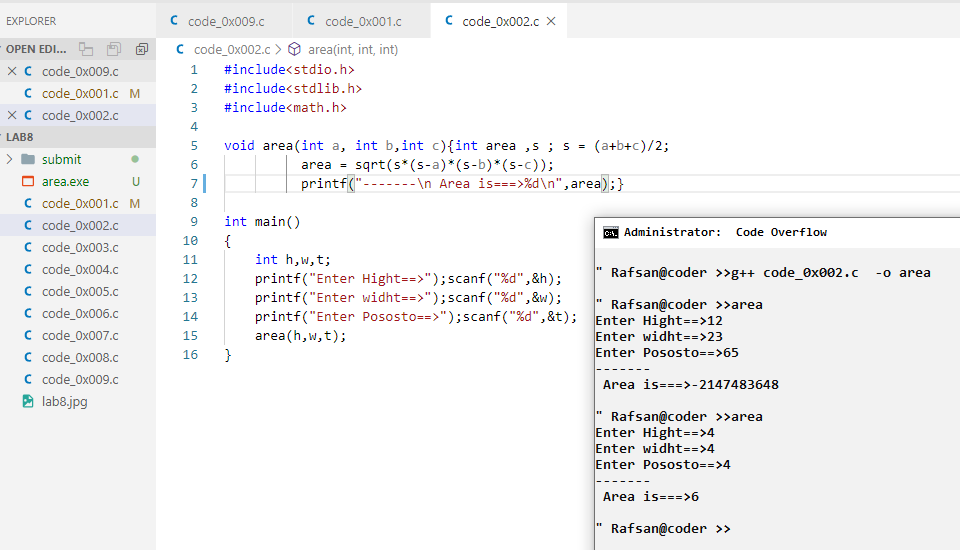 EXPLORER
OPEN EDI...
code_0x009.c
code_0x001.c M
code_0x002.c
LAB8
submit
area.exe U
code_0x001.c M
code_0x002.c
code_0x003.c
code_0x004.c
code_0x005.c
code_0x006.c
code_0x007.c
code_0x008.c
code_0x009.c
lab8.jpg
C code_0x009.c C code_0x001.c C code_0x002.c ×
C code_0x002.c > area(int, int, int)
1 #include<stdio.h>
2 #include<stdlib.h>
3 #include<math.h>
4
5 void area(int a, int b,int c){int area ,s ; s = (a+b+c)/2;
6 area = sqrt(s*(s-a)*(s-b)*(s-c));
7 printf("-------\n Area is===>%d\n",area);}
8
9 int main()
10 {
11 int h,w,t;
12 printf("Enter Hight==>");scanf("%d",&h);
13 printf("Enter widht==>");scanf("%d",&w);
14 printf("Enter Pososto==>");scanf("%d",&t);
15 area(h,w,t);
16 }
C:\. Administrator: Code Overflow
" Rafsan@coder >>g++ code_0x002.c -o area
" Rafsan@coder >>area
Enter Hight==>12
Enter widht==>23
Enter Pososto==>65
-------
Area is===>-2147483648
" Rafsan@coder >>area
Enter Hight==>4
Enter widht==>4
Enter Pososto==>4
-------
Area is===>6
" Rafsan@coder >>